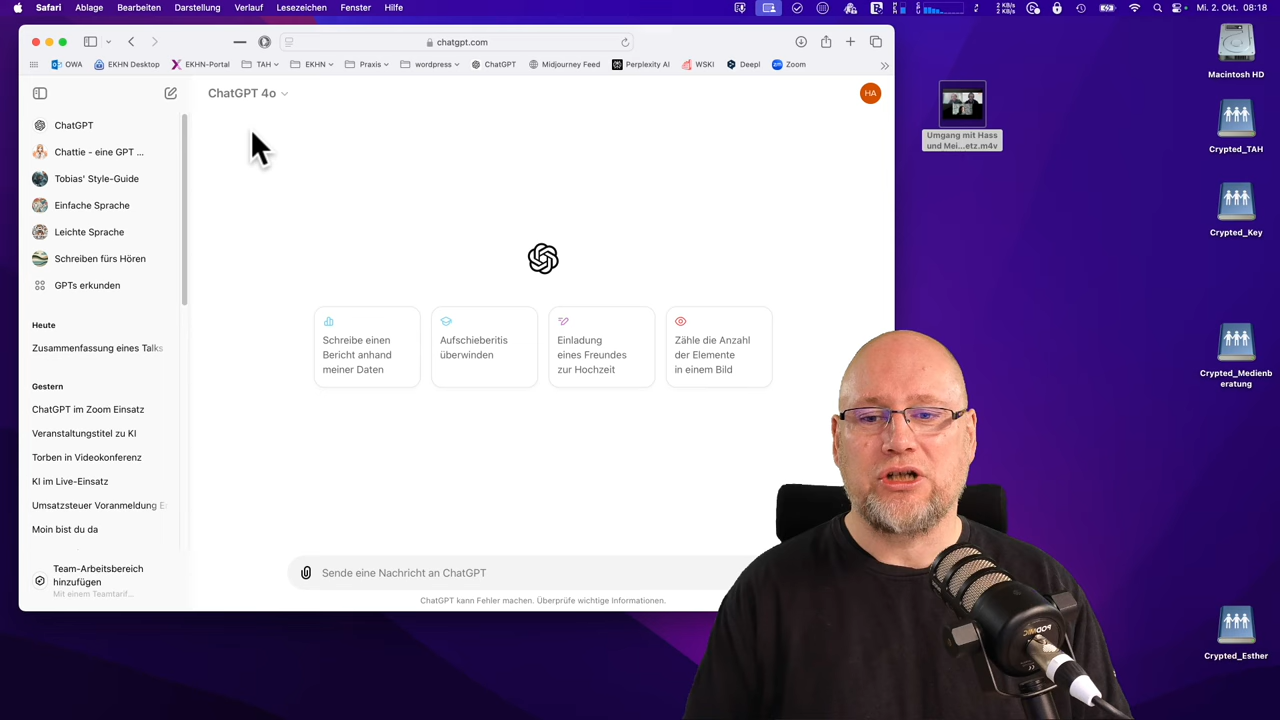 Safari Ablage Bearbeiten Darstellung Verlauf Lesezeichen Fenster Hilfe
2 KB/s
2 KB/s
Mi. 2. Okt. 08:18
chatgpt.com
OWA EKHN Desktop EKHN-Portal TAH EKHN Praxis wordpress ChatGPT Midjourney Feed Perplexity AI WSKI Deepl Zoom
ChatGPT 4o
HA
ChatGPT
Chattie - eine GPT ...
Tobias' Style-Guide
Einfache Sprache
Leichte Sprache
Schreiben fürs Hören
GPTs erkunden
Heute
Zusammenfassung eines Talks
Gestern
ChatGPT im Zoom Einsatz
Veranstaltungstitel zu KI
Torben in Videokonferenz
KI im Live-Einsatz
Umsatzsteuer Voranmeldung
Moin bist du da
Team-Arbeitsbereich
hinzufügen
Mit einem Teamtarif...
Schreibe einen
Bericht anhand
meiner Daten
Aufschieberitis
überwinden
Einladung
eines Freundes
zur Hochzeit
Zähle die Anzahl
der Elemente
in einem Bild
Sende eine Nachricht an ChatGPT
ChatGPT kann Fehler machen. Überprüfe wichtige Informationen.
Umgang mit Hass
und Mei...etz.m4v
Macintosh HD
Crypted_TAH
Crypted_Key
Crypted_Medienb
eratung
Crypted_Esther
PODMIC